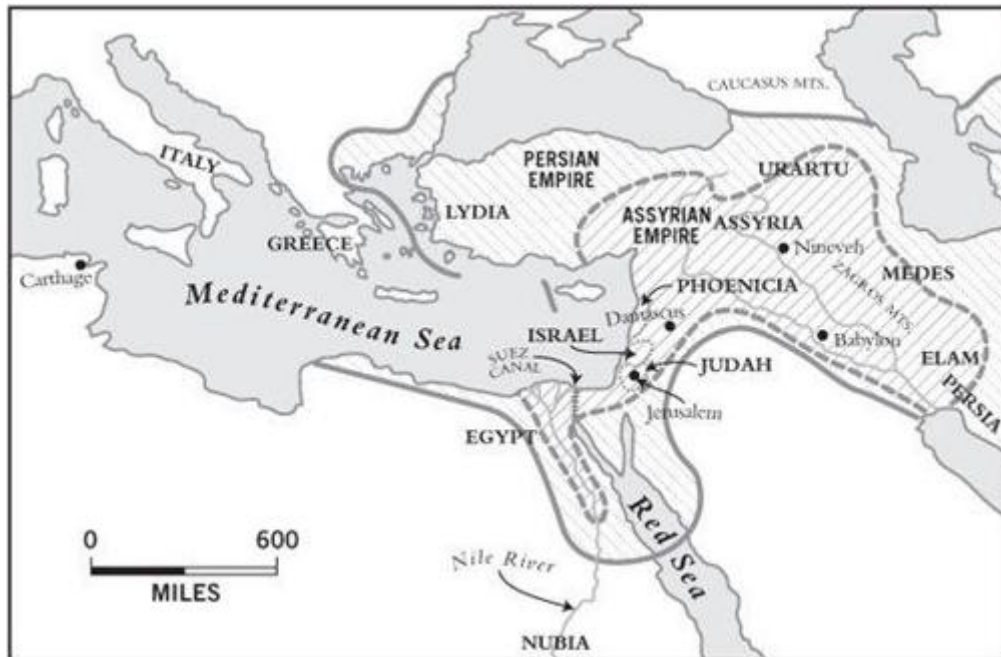 CAUCASUS MTS.
ITALY
PERSIAN
EMPIRE
URARTU
LYDIA
ASSYRIAN
EMPIRE
ASSYRIA
GREECE
Nineveh
Carthage
MEDES
ZAGROS MTS.
PHOENICIA
Mediterranean Sea
Damascus
ISRAEL
Babylon
SUEZ
CANAL
JUDAH
ELAM
Jerusalem
PERSIA
EGYPT
Red Sea
0 600
MILES
Nile River
NUBIA